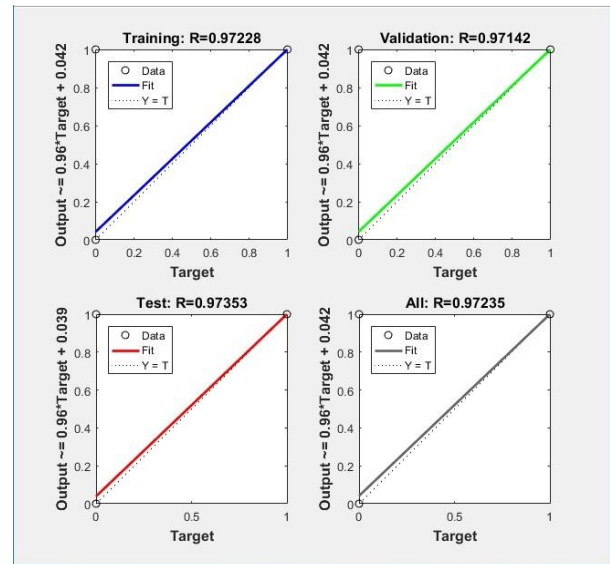 Training: R=0.97228
Output ~= 0.96*Target + 0.042
1
0.8
0.6
0.4
0.2
0
Data
Fit
Y = T
0
0.2
0.4
0.6
0.8
1
Target
Validation: R=0.97142
Output ~= 0.96*Target + 0.042
1
0.8
0.6
0.4
0.2
0
Data
Fit
Y = T
0
0.2
0.4
0.6
0.8
1
Target
Test: R=0.97353
Output ~= 0.96*Target + 0.039
1
0.8
0.6
0.4
0.2
0
Data
Fit
Y = T
0
0.5
1
Target
All: R=0.97235
Output ~= 0.96*Target + 0.042
1
0.8
0.6
0.4
0.2
0
Data
Fit
Y = T
0
0.5
1
Target